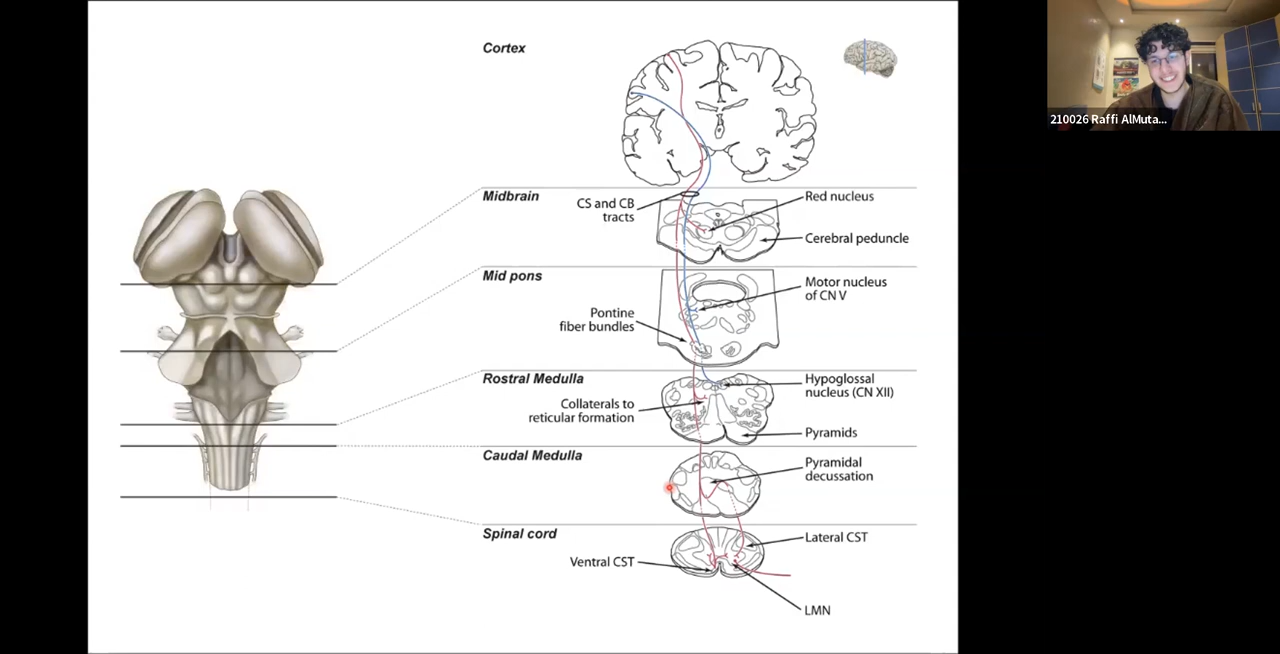 Cortex
210026 Raffi AlMuta...
Midbrain
CS and CB
tracts
Red nucleus
Cerebral peduncle
Mid pons
Motor nucleus
of CN V
Pontine
fiber bundles
Rostral Medulla
Hypoglossal
nucleus (CN XII)
Collaterals to
reticular formation
Pyramids
Caudal Medulla
Pyramidal
decussation
Spinal cord
Lateral CST
Ventral CST
LMN